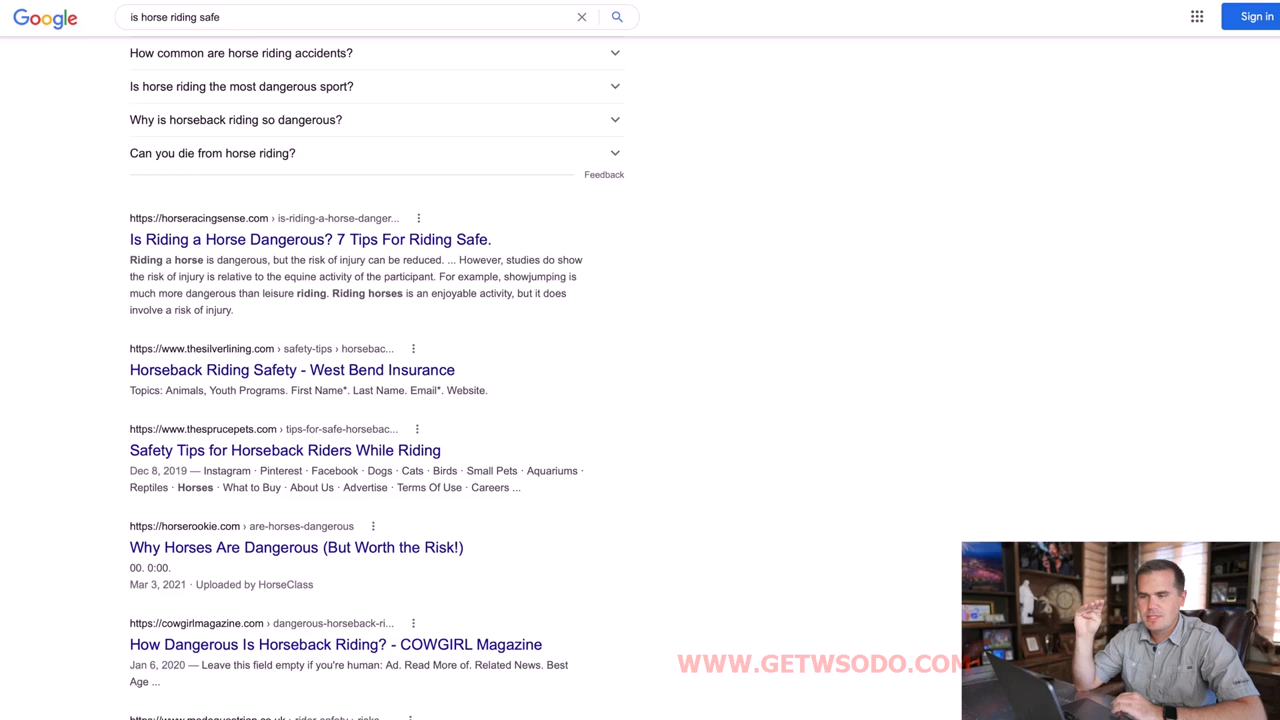 Google
is horse riding safe
Sign in
How common are horse riding accidents?
Is horse riding the most dangerous sport?
Why is horseback riding so dangerous?
Can you die from horse riding?
Feedback
https://horseracingsense.com › is-riding-a-horse-danger...
Is Riding a Horse Dangerous? 7 Tips For Riding Safe.
Riding a horse is dangerous, but the risk of injury can be reduced. ... However, studies do show
the risk of injury is relative to the equine activity of the participant. For example, showjumping is
much more dangerous than leisure riding. Riding horses is an enjoyable activity, but it does
involve a risk of injury.
https://www.thesilverlining.com › safety-tips › horsebac...
Horseback Riding Safety - West Bend Insurance
Topics: Animals, Youth Programs. First Name*. Last Name. Email*. Website.
https://www.thesprucepets.com › tips-for-safe-horsebac...
Safety Tips for Horseback Riders While Riding
Dec 8, 2019 — Instagram · Pinterest · Facebook · Dogs · Cats · Birds · Small Pets · Aquariums ·
Reptiles · Horses · What to Buy · About Us · Advertise · Terms Of Use · Careers ...
https://horserookie.com › are-horses-dangerous
Why Horses Are Dangerous (But Worth the Risk!)
00. 0:00.
Mar 3, 2021 · Uploaded by HorseClass
https://cowgirlmagazine.com › dangerous-horseback-ri...
How Dangerous Is Horseback Riding? - COWGIRL Magazine
Jan 6, 2020 — Leave this field empty if you're human: Ad. Read More of. Related News. Best
Age ...
WWW.GETWSODO.COM